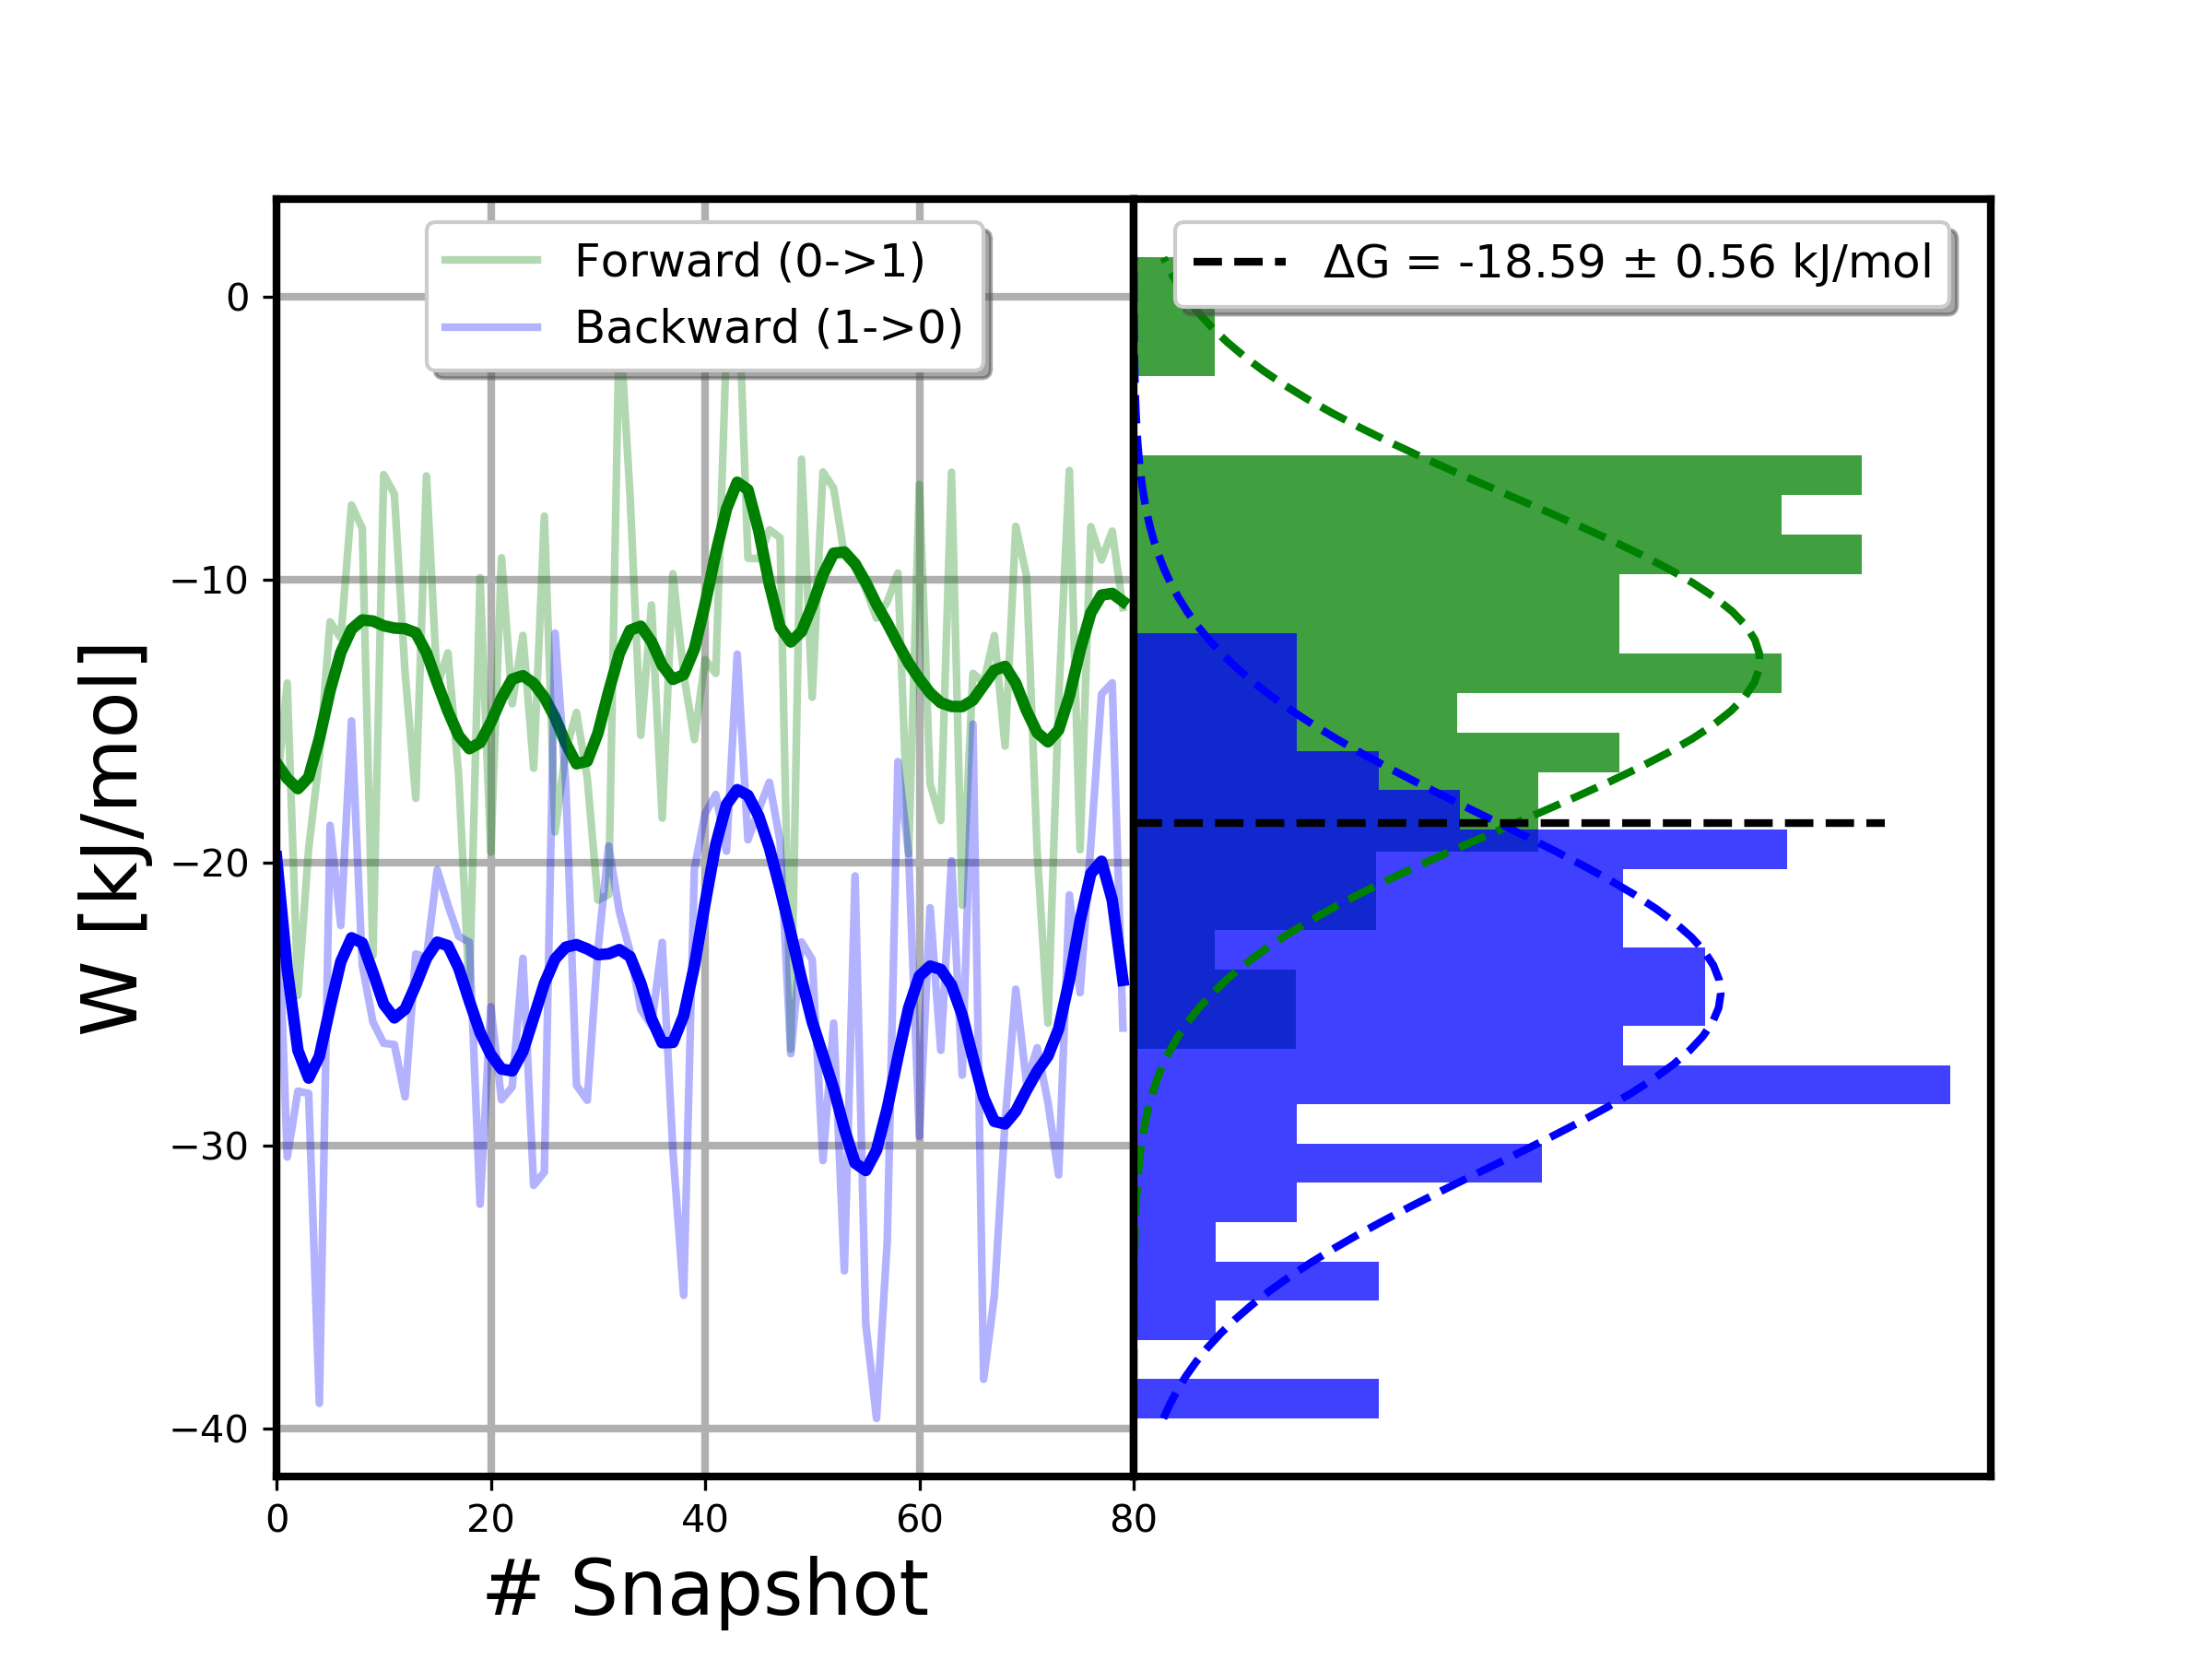 Forward (0->1)
Backward (1->0)
ΔG = -18.59 ± 0.56 kJ/mol
W [kJ/mol]
0
−10
−20
−30
−40
0 20 40 60 80
# Snapshot